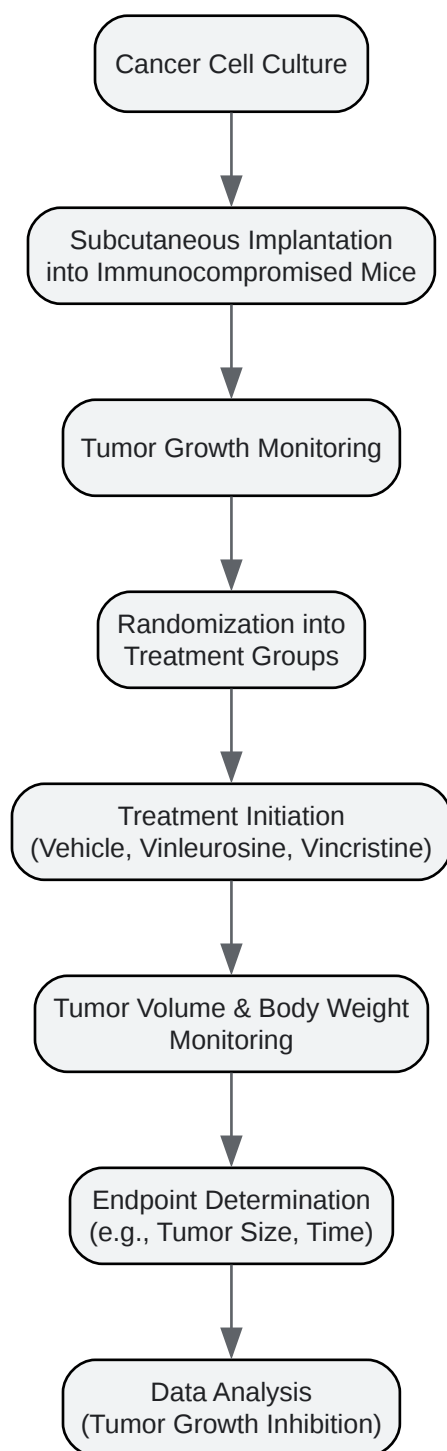 Cancer Cell Culture
Subcutaneous Implantation
into Immunocompromised Mice
Tumor Growth Monitoring
Randomization into
Treatment Groups
Treatment Initiation
(Vehicle, Vinleurosine, Vincristine)
Tumor Volume & Body Weight
Monitoring
Endpoint Determination
(e.g., Tumor Size, Time)
Data Analysis
(Tumor Growth Inhibition)